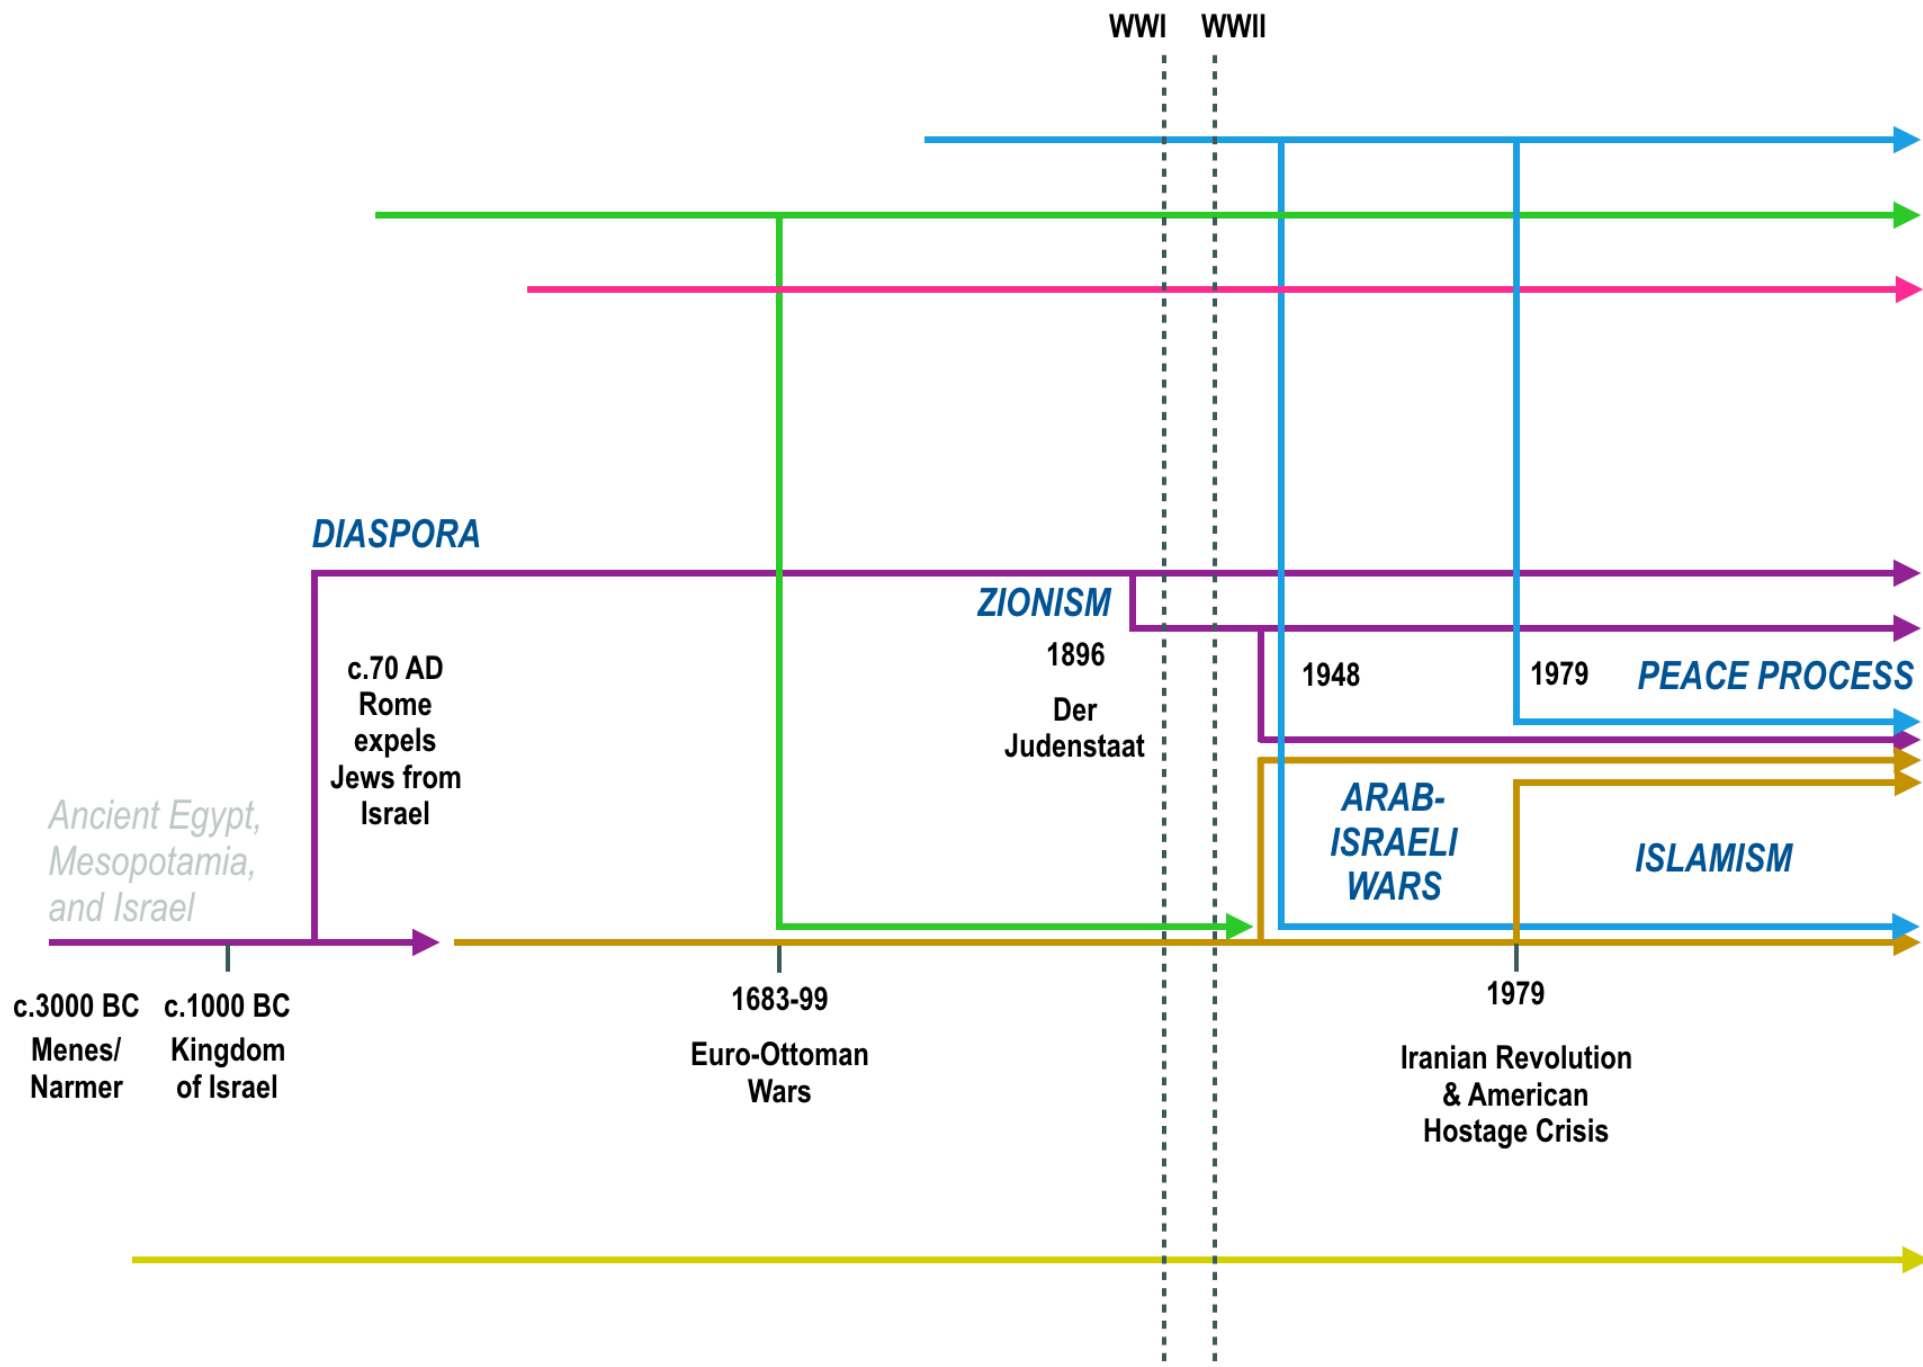 WWI
WWII
DIASPORA
ZIONISM
1896
Der
Judenstaat
c.70 AD
Rome
expels
Jews from
Israel
1948
1979
PEACE PROCESS
Ancient Egypt,
Mesopotamia,
and Israel
ARAB-
ISRAELI
WARS
ISLAMISM
c.3000 BC
Menes/
Narmer
c.1000 BC
Kingdom
of Israel
1683-99
Euro-Ottoman
Wars
1979
Iranian Revolution
& American
Hostage Crisis